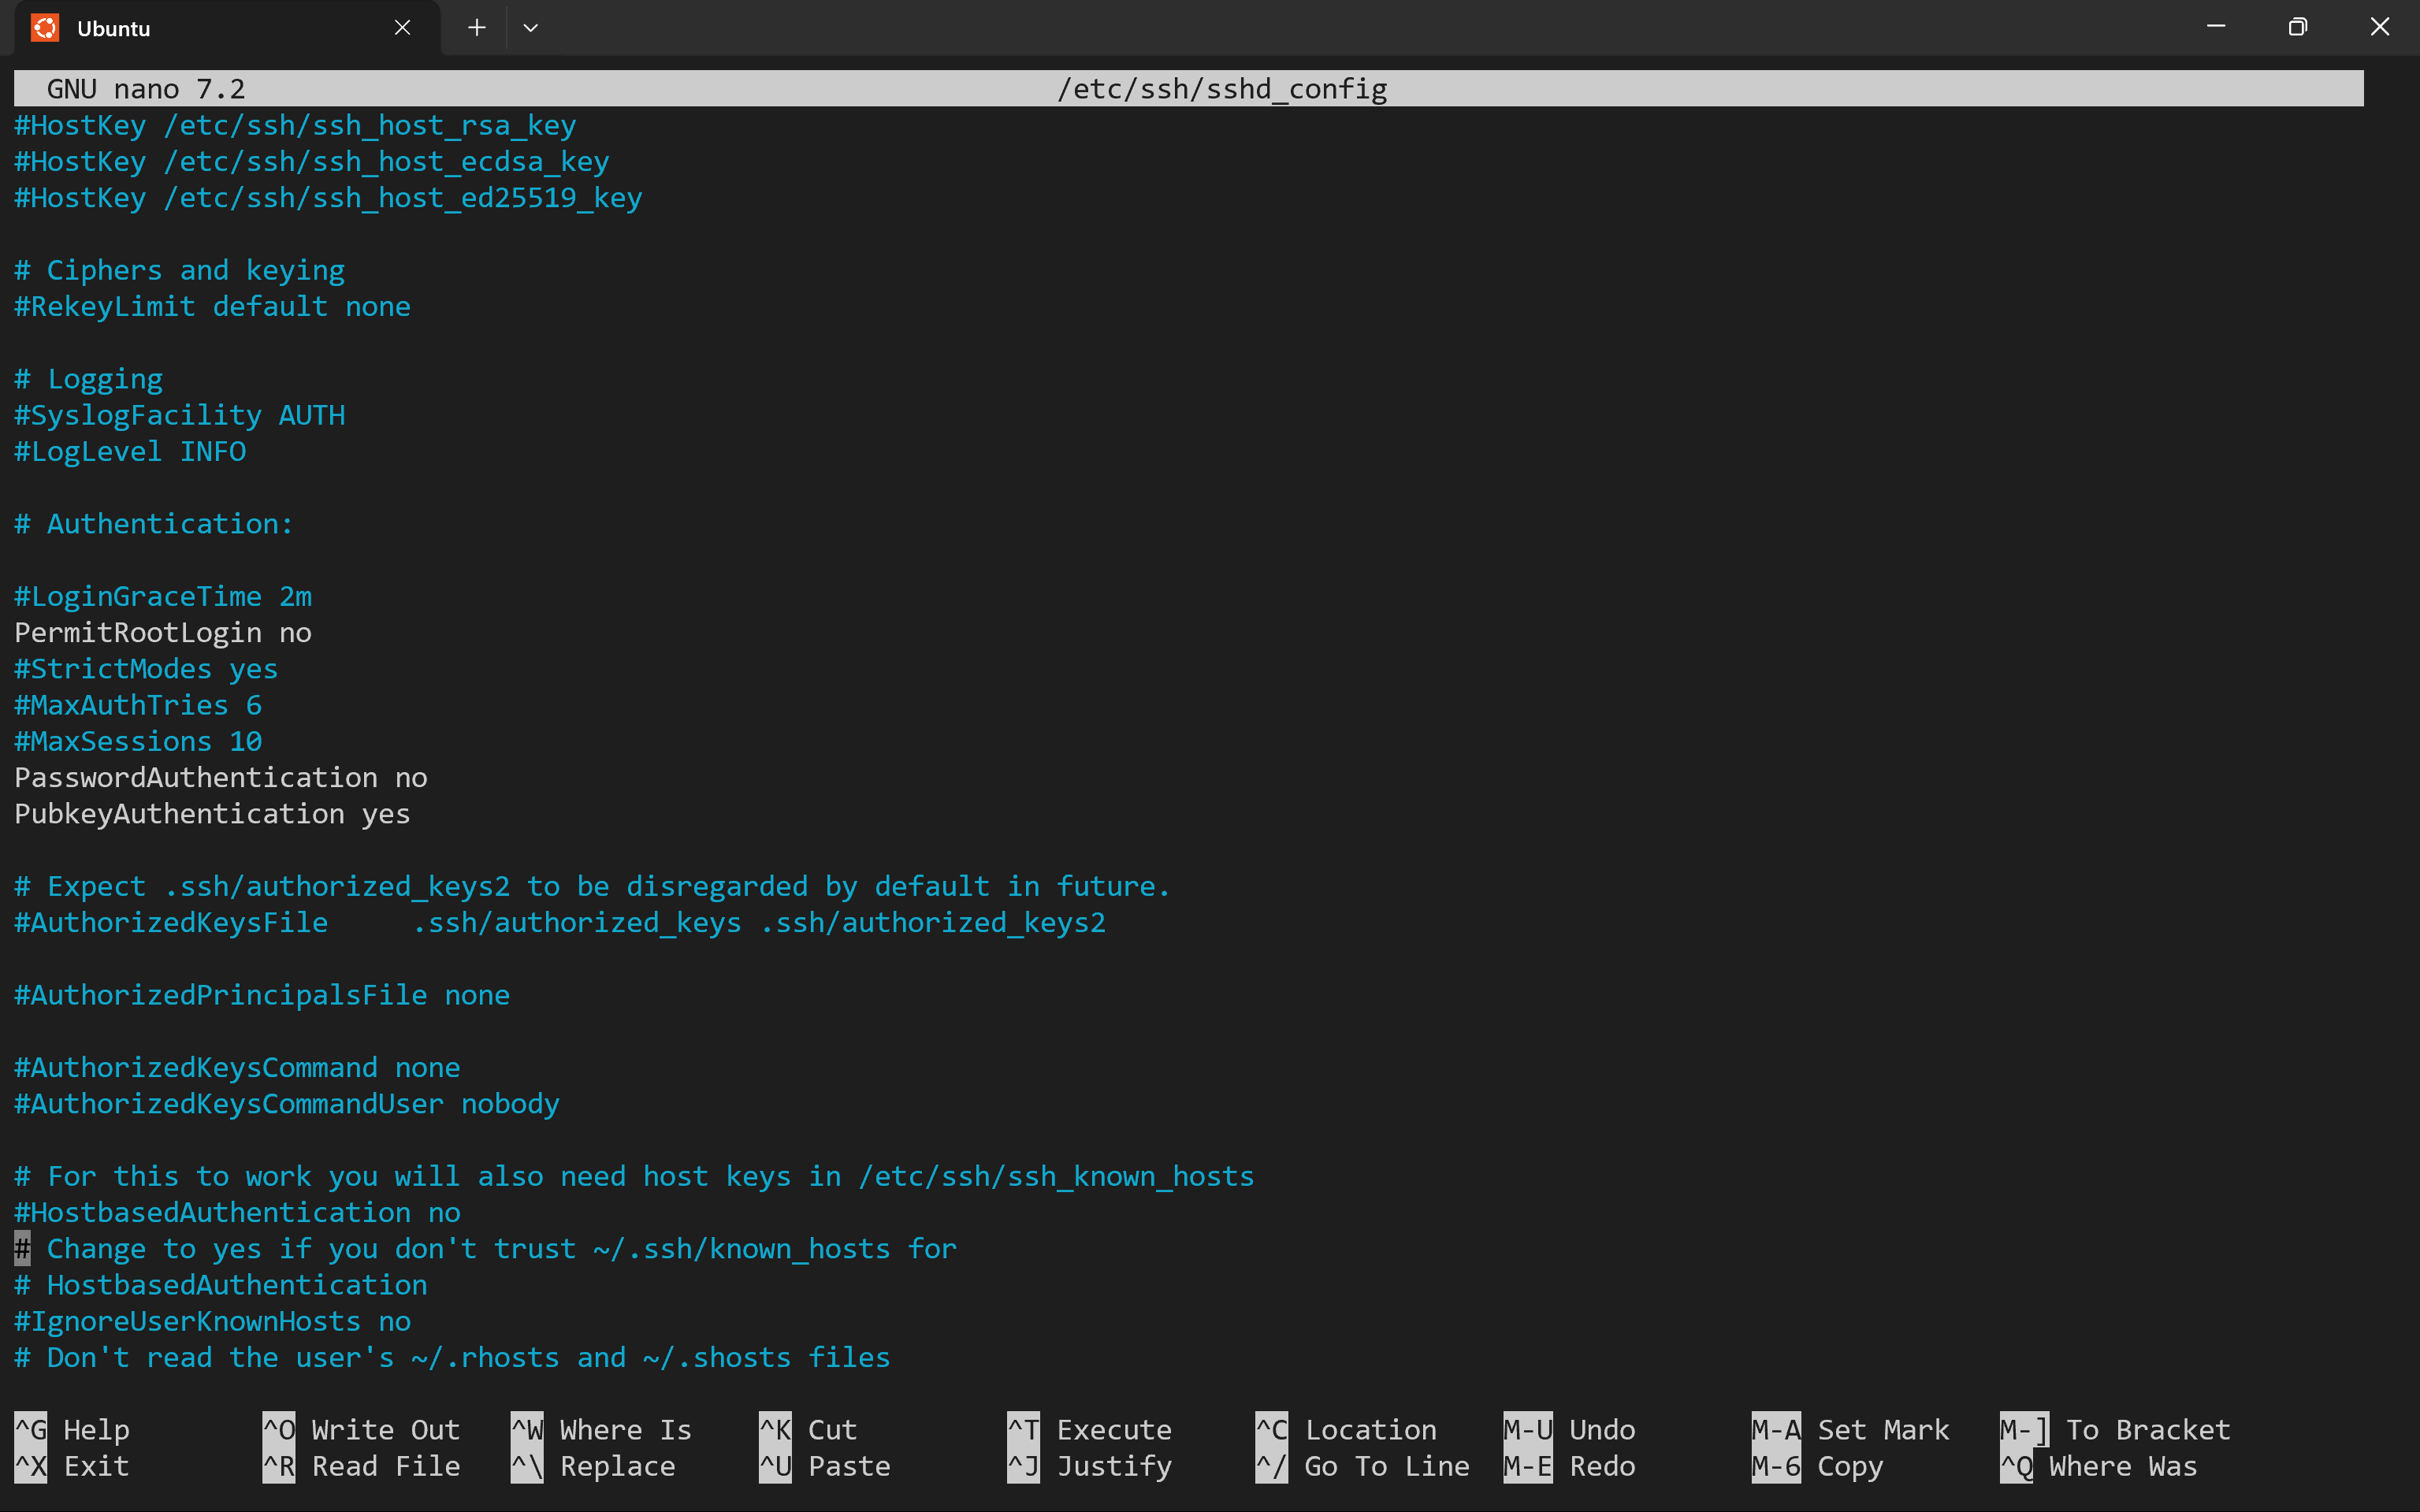 Ubuntu
GNU nano 7.2 /etc/ssh/sshd_config
#HostKey /etc/ssh/ssh_host_rsa_key
#HostKey /etc/ssh/ssh_host_ecdsa_key
#HostKey /etc/ssh/ssh_host_ed25519_key
# Ciphers and keying
#RekeyLimit default none
# Logging
#SyslogFacility AUTH
#LogLevel INFO
# Authentication:
#LoginGraceTime 2m
PermitRootLogin no
#StrictModes yes
#MaxAuthTries 6
#MaxSessions 10
PasswordAuthentication no
PubkeyAuthentication yes
# Expect .ssh/authorized_keys2 to be disregarded by default in future.
#AuthorizedKeysFile     .ssh/authorized_keys .ssh/authorized_keys2
#AuthorizedPrincipalsFile none
#AuthorizedKeysCommand none
#AuthorizedKeysCommandUser nobody
# For this to work you will also need host keys in /etc/ssh/ssh_known_hosts
#HostbasedAuthentication no
# Change to yes if you don't trust ~/.ssh/known_hosts for
# HostbasedAuthentication
#IgnoreUserKnownHosts no
# Don't read the user's ~/.rhosts and ~/.shosts files
^G Help ^O Write Out ^W Where Is ^K Cut ^T Execute ^C Location M-U Undo M-A Set Mark M-] To Bracket
^X Exit ^R Read File ^\ Replace ^U Paste ^J Justify ^/ Go To Line M-E Redo M-6 Copy ^Q Where Was